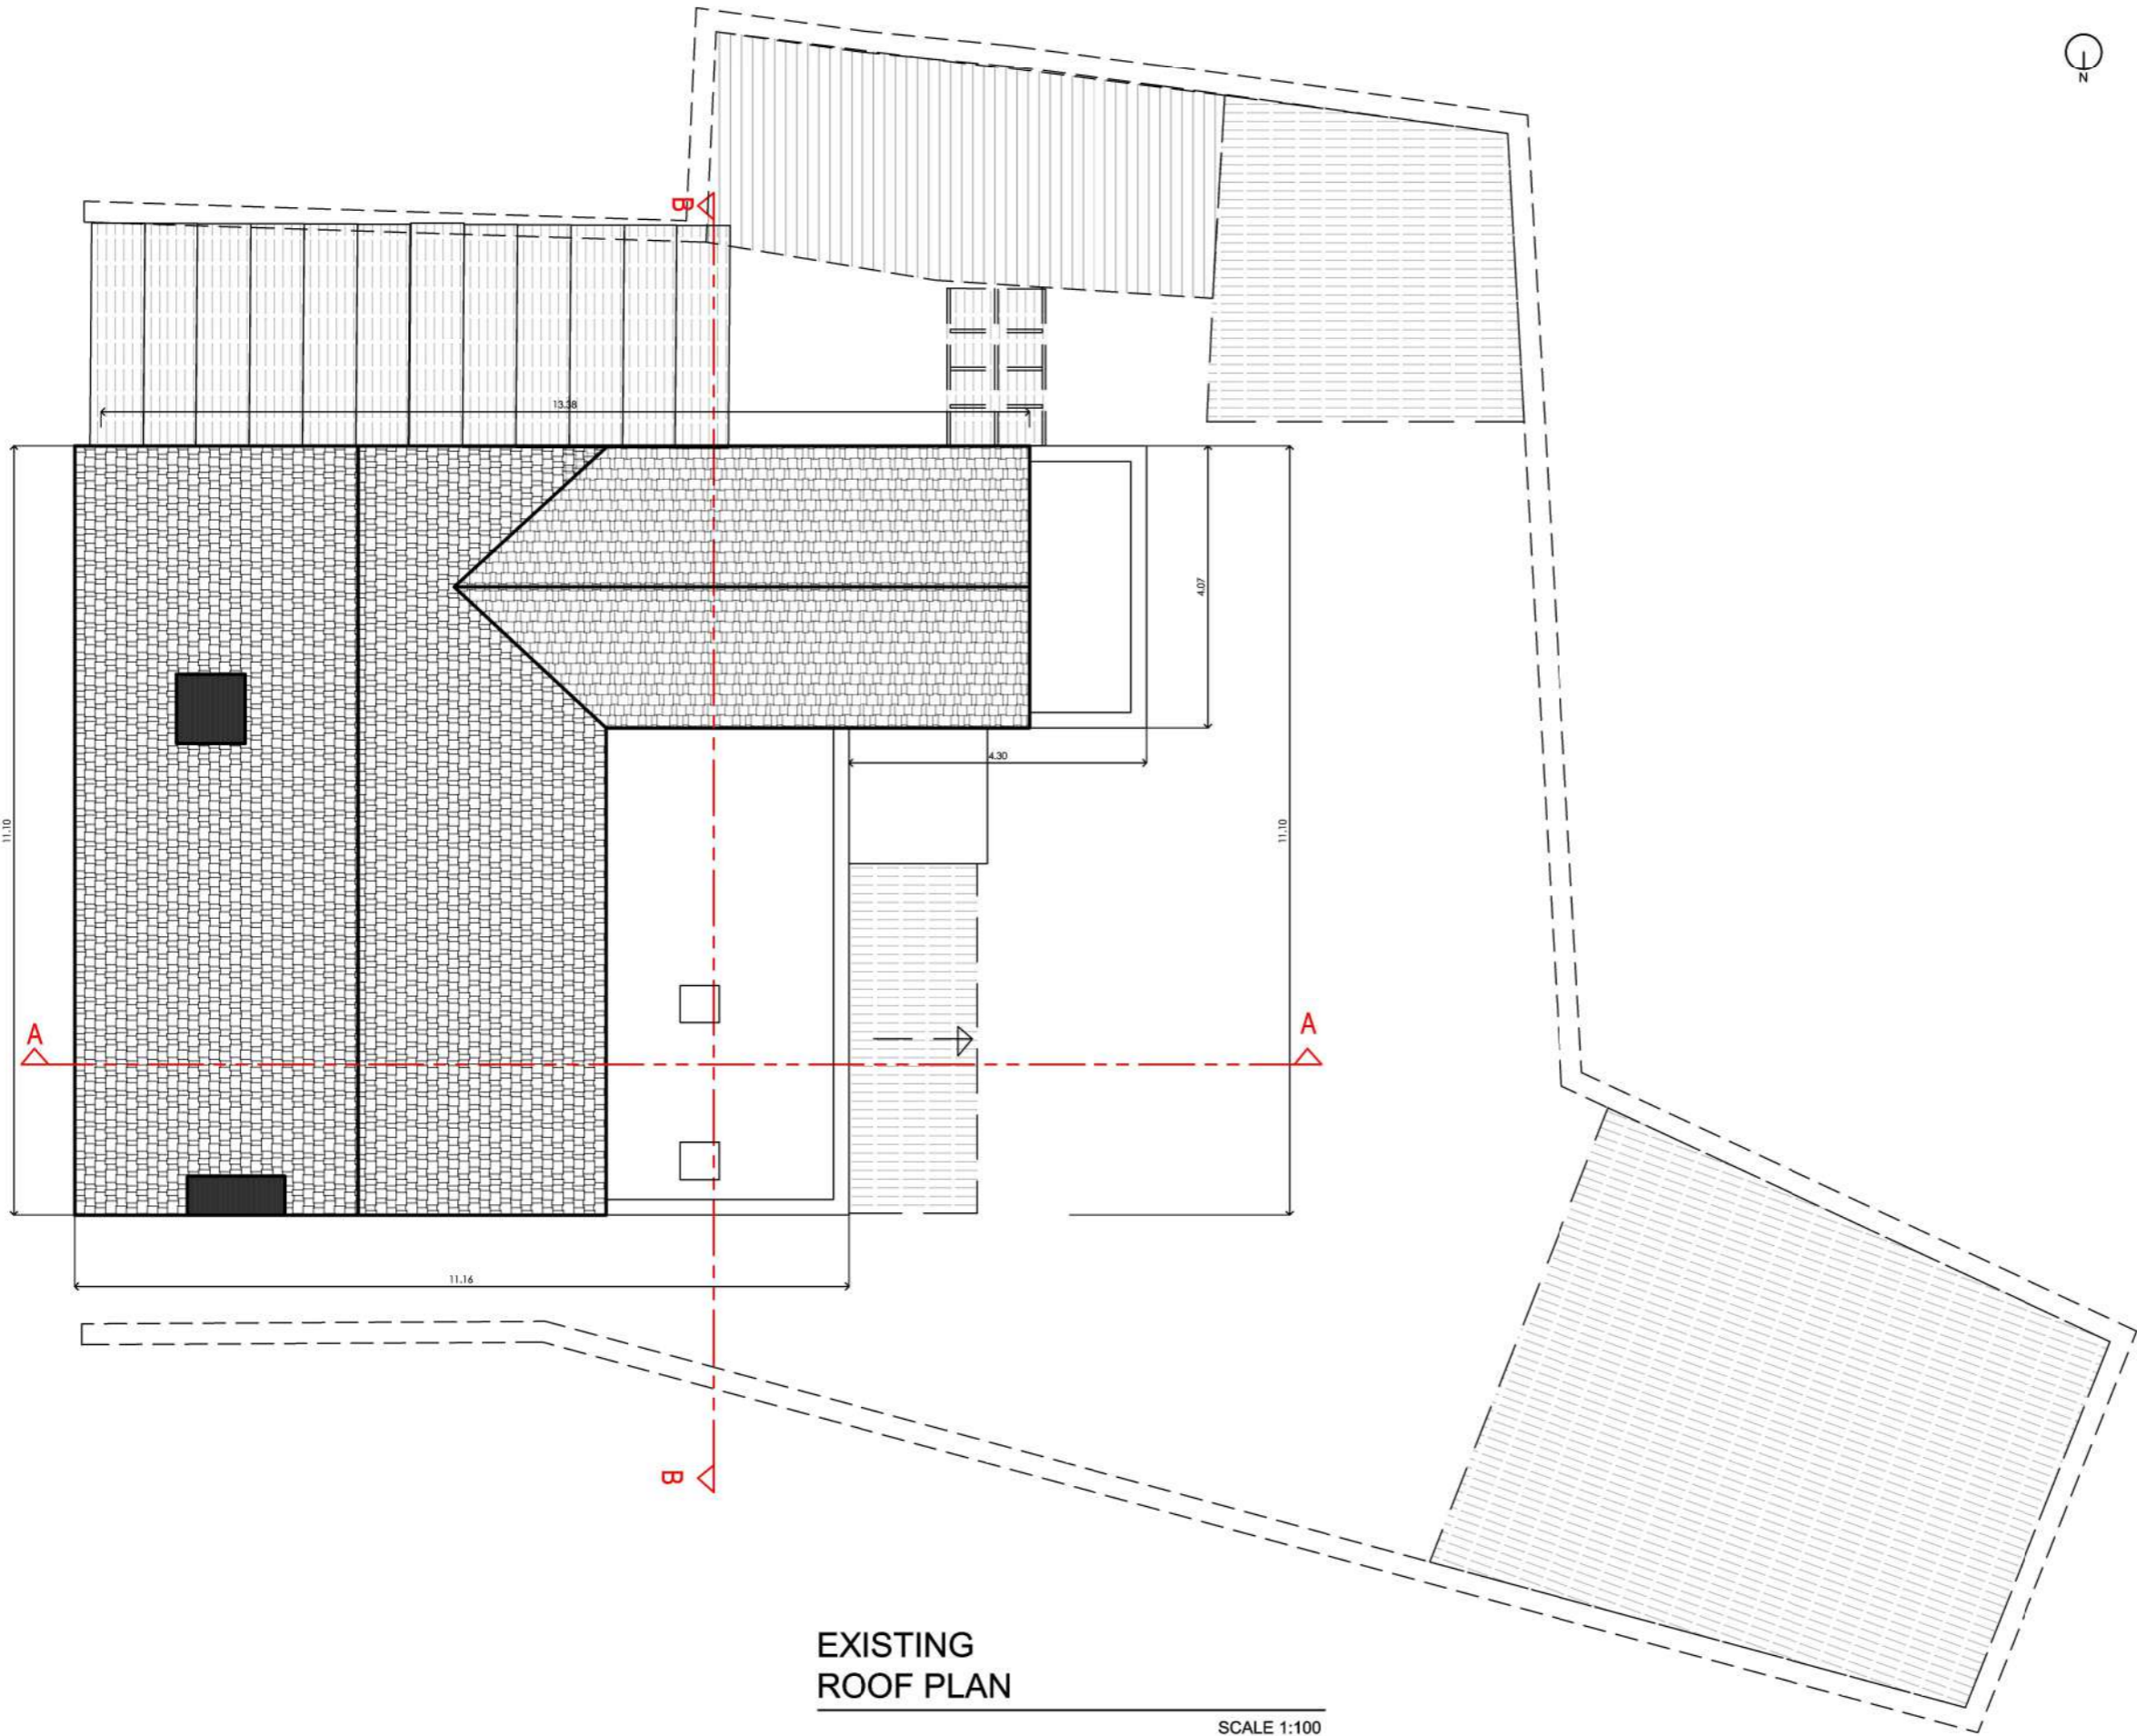 N
B
13.38
4.07
4.30
11.10
11.10
A
A
11.16
B
EXISTING
ROOF PLAN
SCALE 1:100